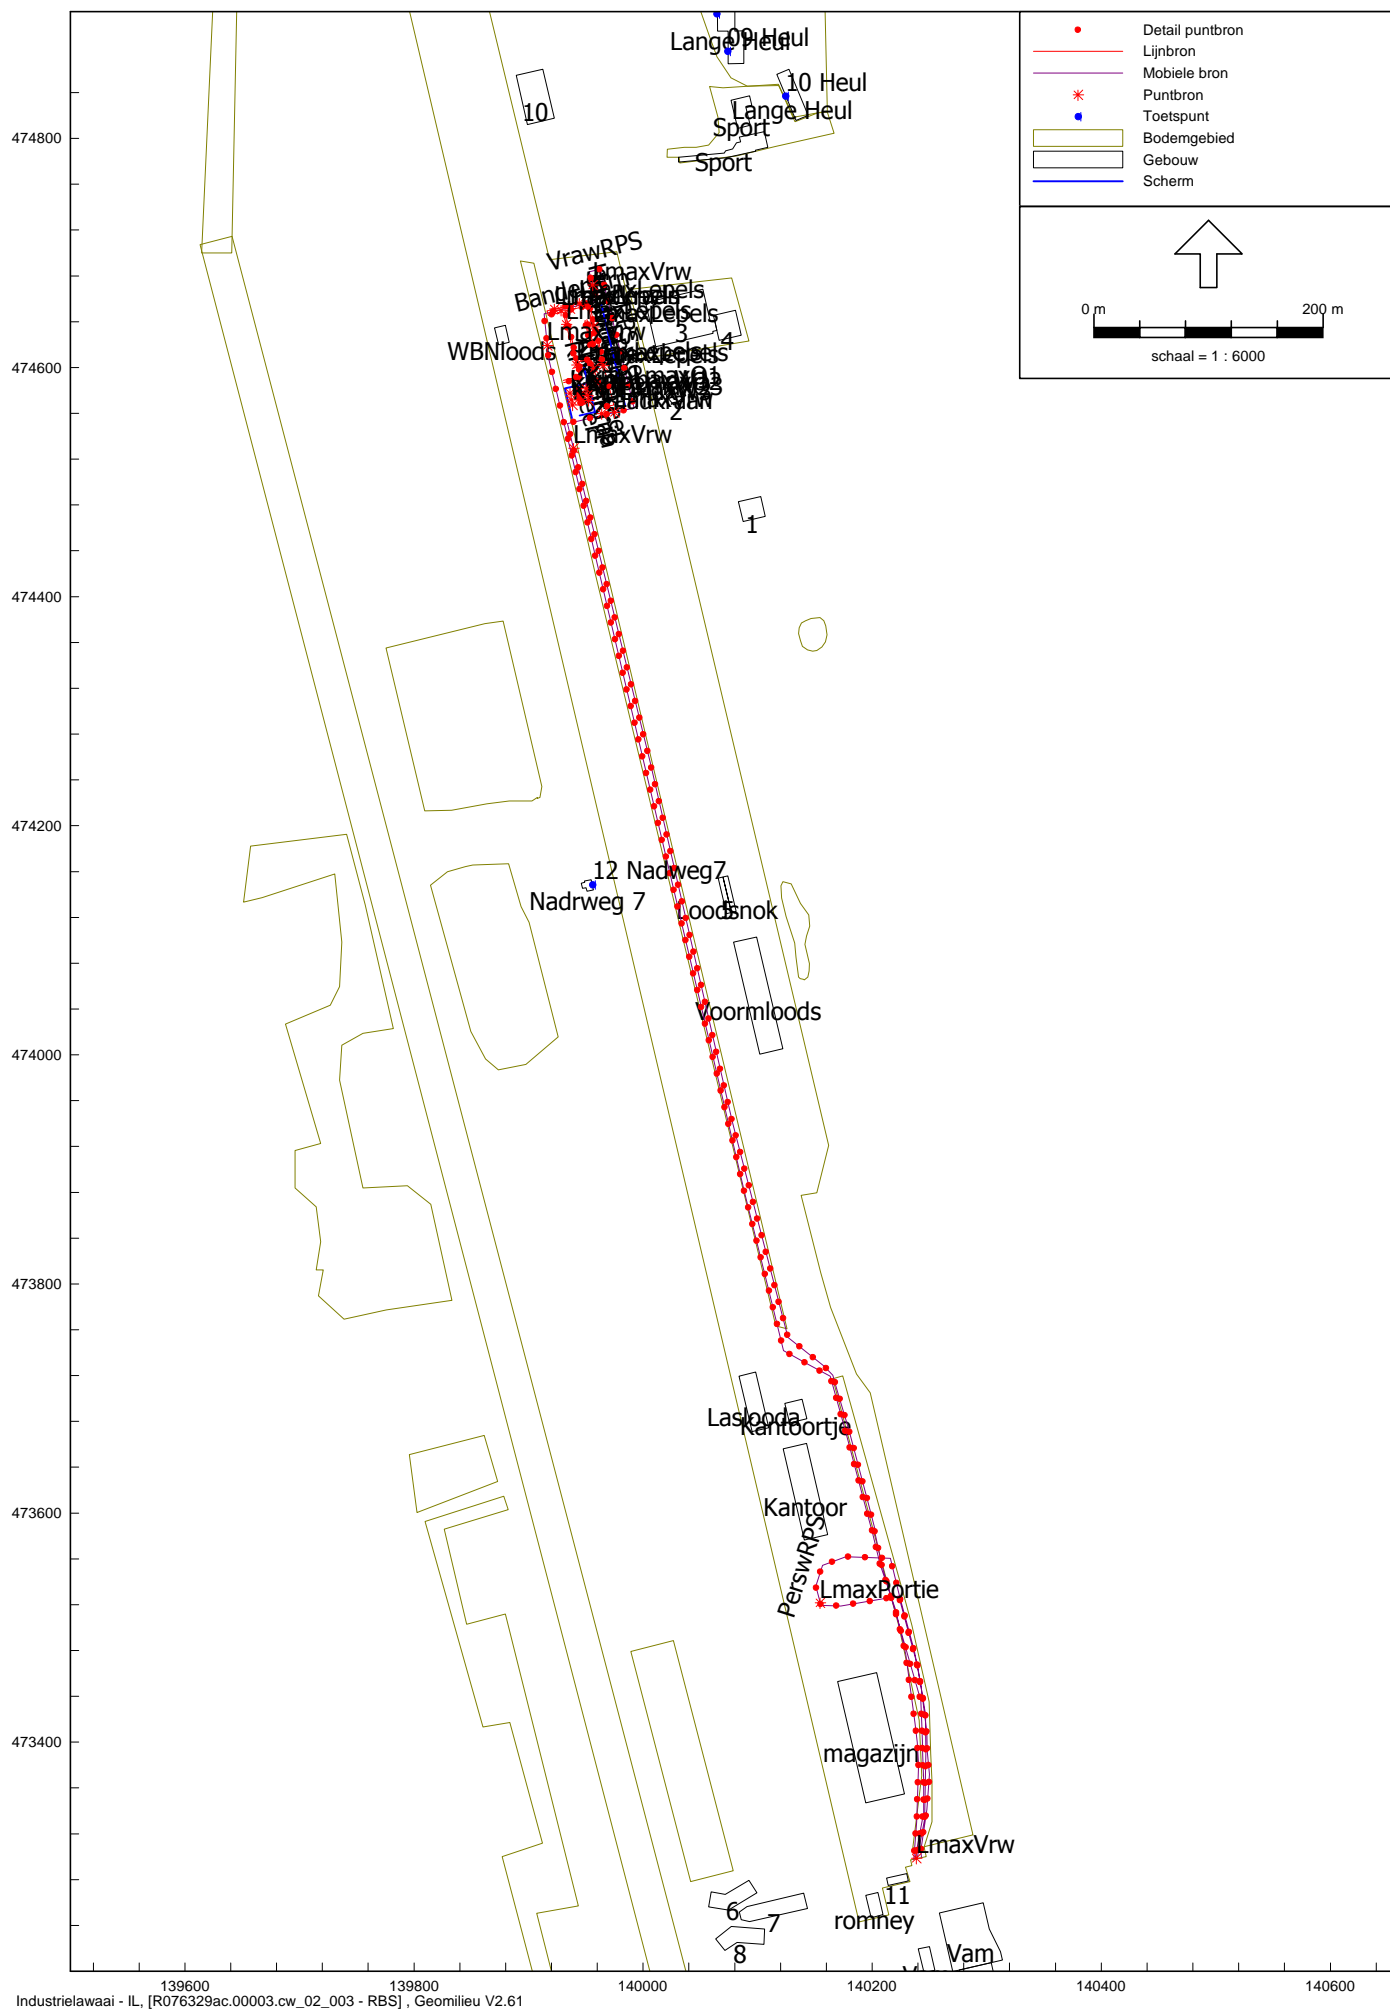 Detail puntbron
Lijnbron
Mobiele bron
Puntbron
Toetspunt
Bodemgebied
Gebouw
Scherm
0 m
200 m
schaal = 1 : 6000
09 Heul
Lange Heul
10 Heul
Lange Heul
Sport
Sport
10
474800
VrawRPS
LmaxVrw
3
4
WBNloods
474600
2
LmaxVrw
1
474400
474200
12 Nadweg7
Nadrweg 7
Loodsnok
5
Voormloods
474000
473800
Laslooda
Kantoortje
Kantoor
473600
PerswRPS
LmaxPortie
473400
magazijn
LmaxVrw
11
romney
6
7
8
Vam
139600
139800
140000
140200
140400
140600
Industrielawaai - IL, [R076329ac.00003.cw_02_003 - RBS] , Geomilieu V2.61